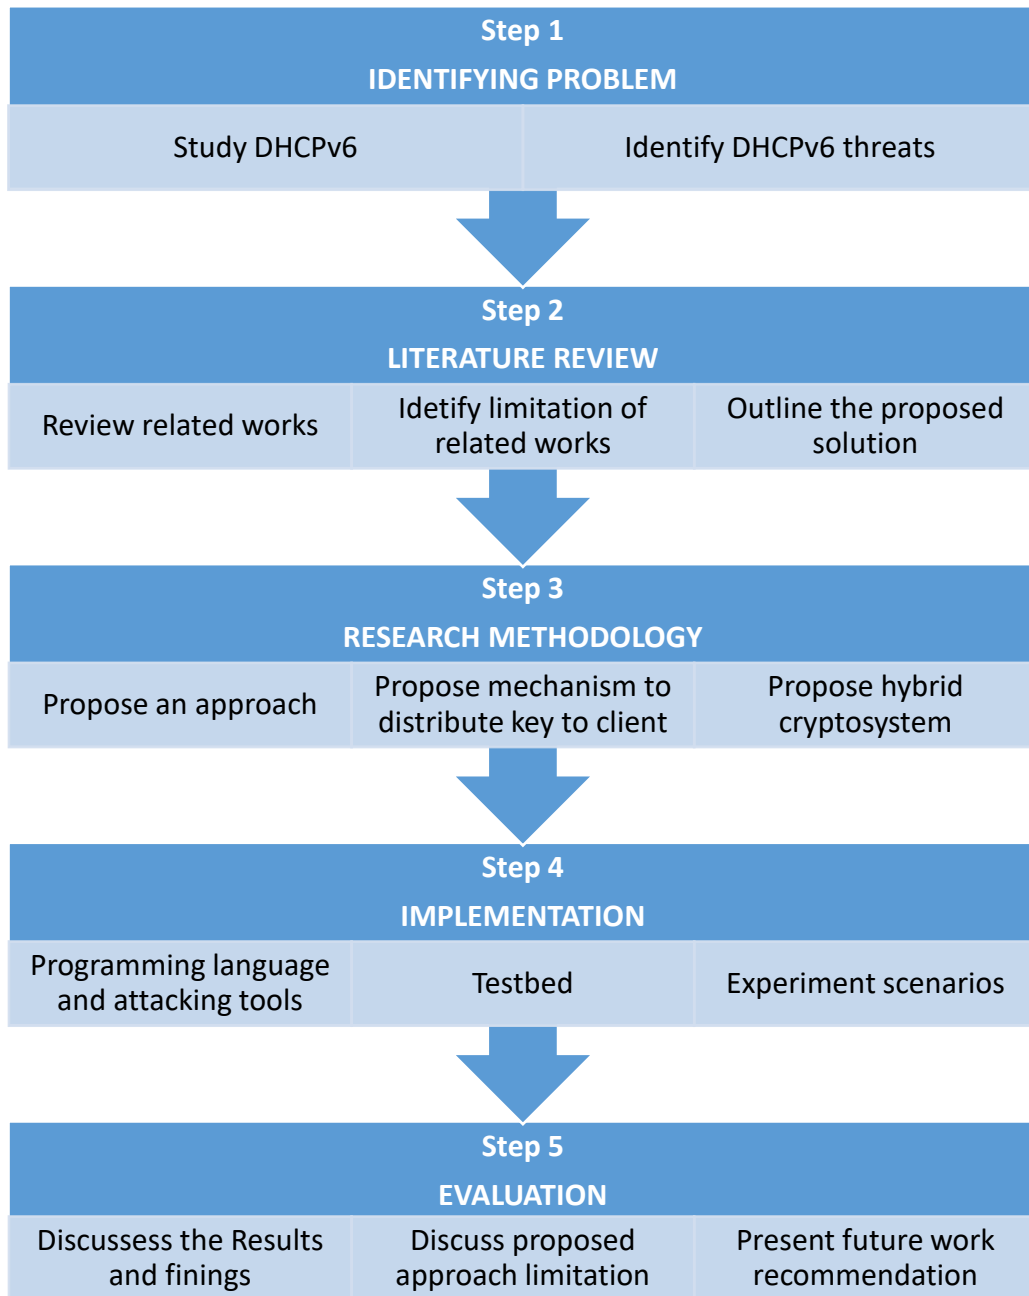 Step 1
IDENTIFYING PROBLEM
Study DHCPv6
Identify DHCPv6 threats
Step 2
LITERATURE REVIEW
Review related works
Idetify limitation of
related works
Outline the proposed
solution
Step 3
RESEARCH METHODOLOGY
Propose an approach
Propose mechanism to
distribute key to client
Propose hybrid
cryptosystem
Step 4
IMPLEMENTATION
Programming language
and attacking tools
Testbed
Experiment scenarios
Step 5
EVALUATION
Discussess the Results
and finings
Discuss proposed
approach limitation
Present future work
recommendation